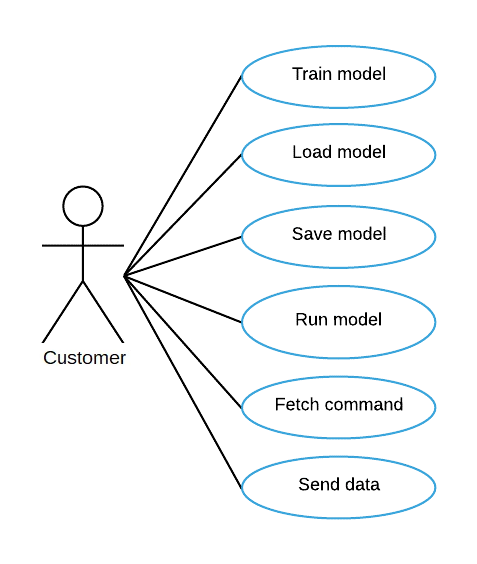 Train model
Load model
Save model
Run model
Customer
Fetch command
Send data